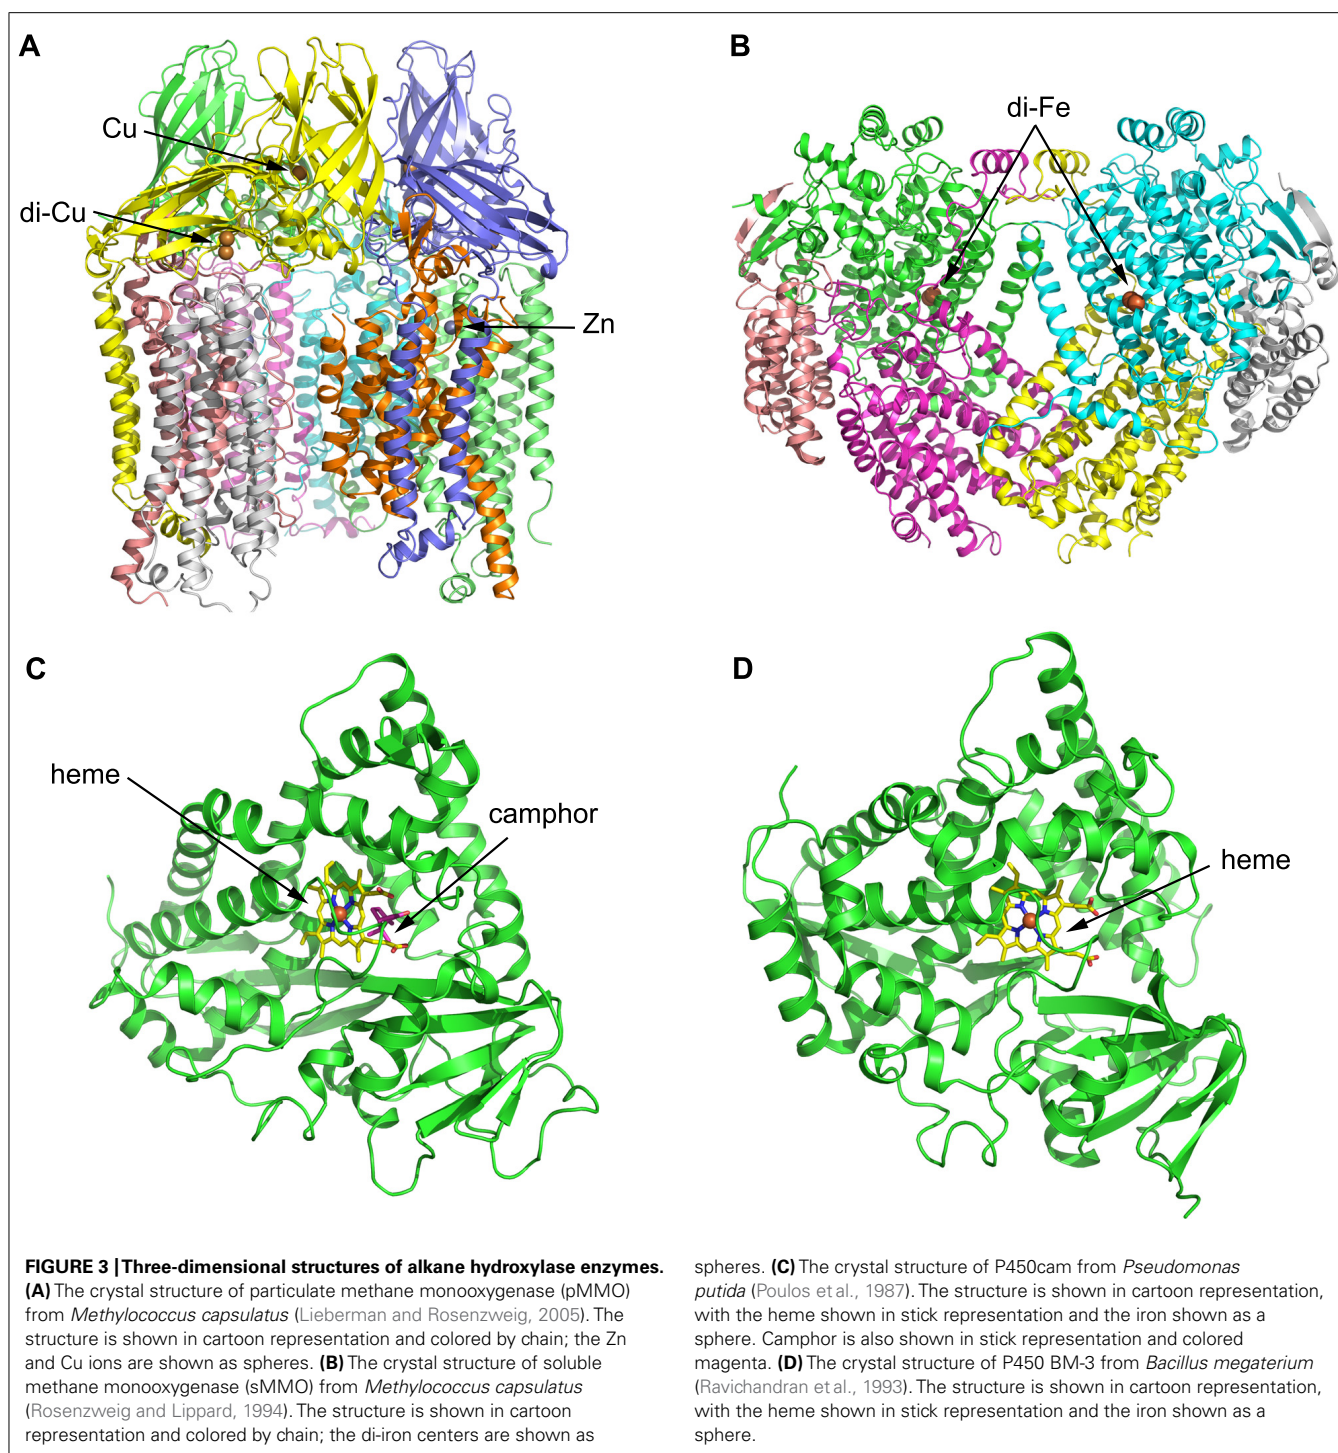 A
B
Cu
di-Cu
Zn
di-Fe
C
D
heme
camphor
heme
FIGURE 3 | Three-dimensional structures of alkane hydroxylase enzymes.
(A) The crystal structure of particulate methane monooxygenase (pMMO)
from Methylococcus capsulatus (Lieberman and Rosenzweig, 2005). The
structure is shown in cartoon representation and colored by chain; the Zn
and Cu ions are shown as spheres. (B) The crystal structure of soluble
methane monooxygenase (sMMO) from Methylococcus capsulatus
(Rosenzweig and Lippard, 1994). The structure is shown in cartoon
representation and colored by chain; the di-iron centers are shown as
spheres. (C) The crystal structure of P450cam from Pseudomonas
putida (Poulos et al., 1987). The structure is shown in cartoon representation,
with the heme shown in stick representation and the iron shown as a
sphere. Camphor is also shown in stick representation and colored
magenta. (D) The crystal structure of P450 BM-3 from Bacillus megaterium
(Ravichandran et al., 1993). The structure is shown in cartoon representation,
with the heme shown in stick representation and the iron shown as a
sphere.